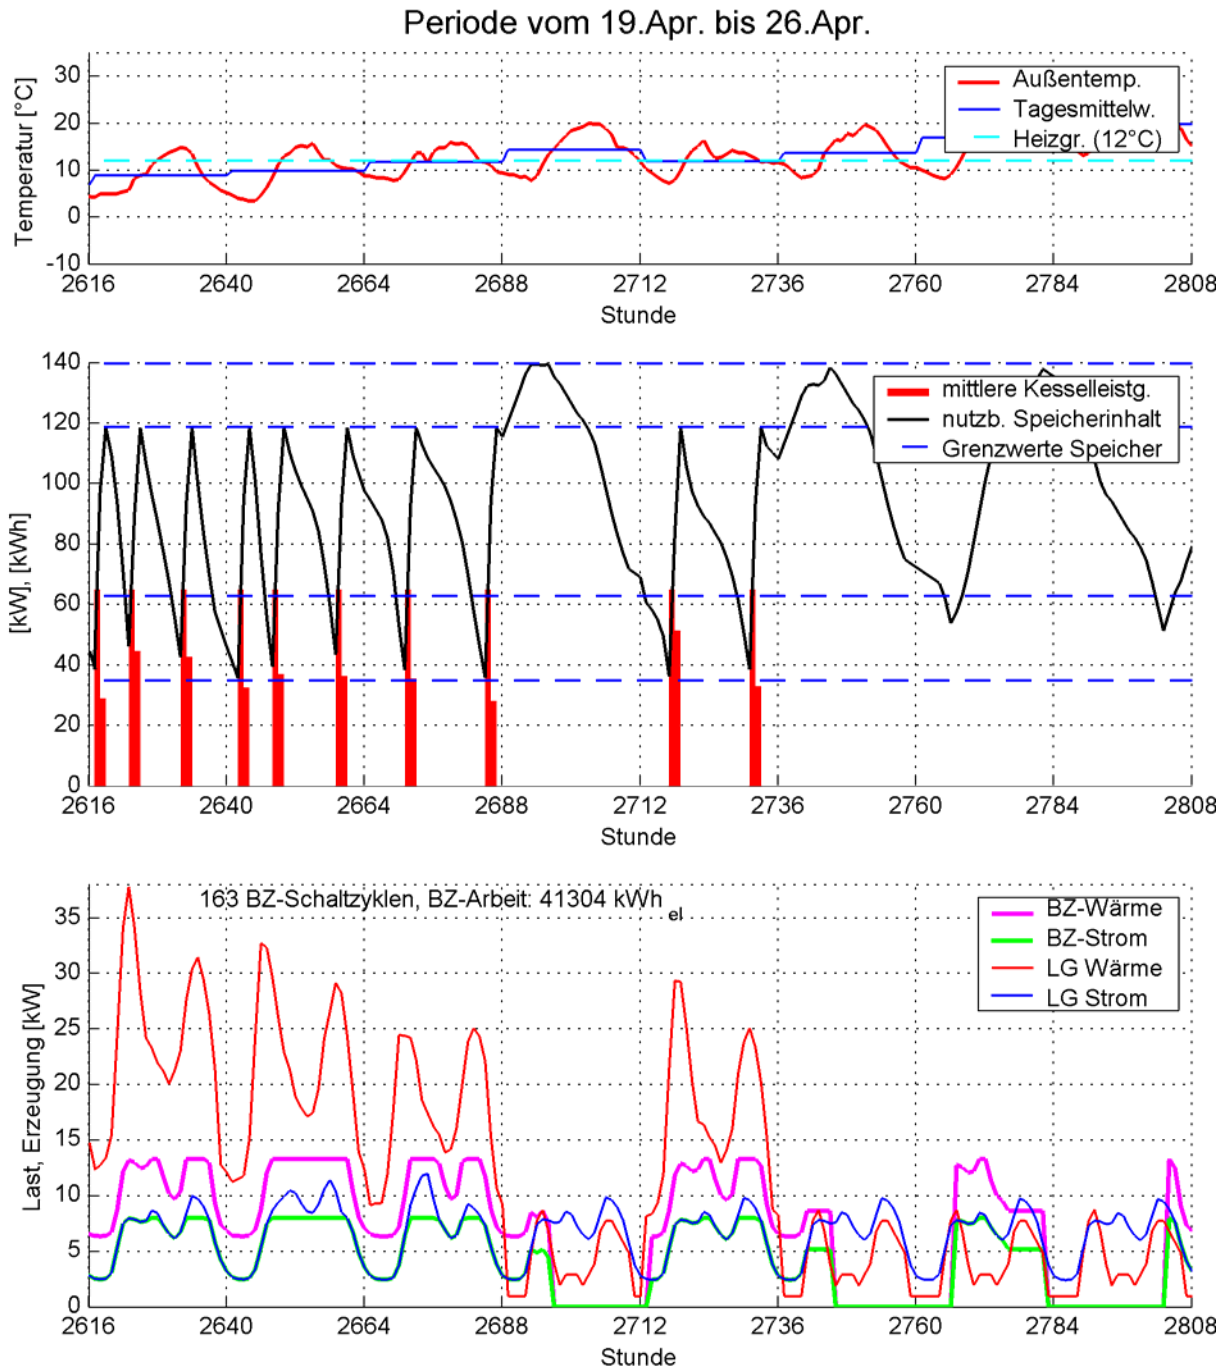 Periode vom 19.Apr. bis 26.Apr.
Temperatur [°C]
30
20
10
0
-10
Außentemp.
Tagesmittelw.
Heizgr. (12°C)
2616 2640 2664 2688 2712 2736 2760 2784 2808
Stunde
[kW], [kWh]
140
120
100
80
60
40
20
0
mittlere Kesselleistg.
nutzb. Speicherinhalt
Grenzwerte Speicher
2616 2640 2664 2688 2712 2736 2760 2784 2808
Stunde
Last, Erzeugung [kW]
163 BZ-Schaltzyklen, BZ-Arbeit: 41304 kWh el
35
30
25
20
15
10
5
0
BZ-Wärme
BZ-Strom
LG Wärme
LG Strom
2616 2640 2664 2688 2712 2736 2760 2784 2808
Stunde